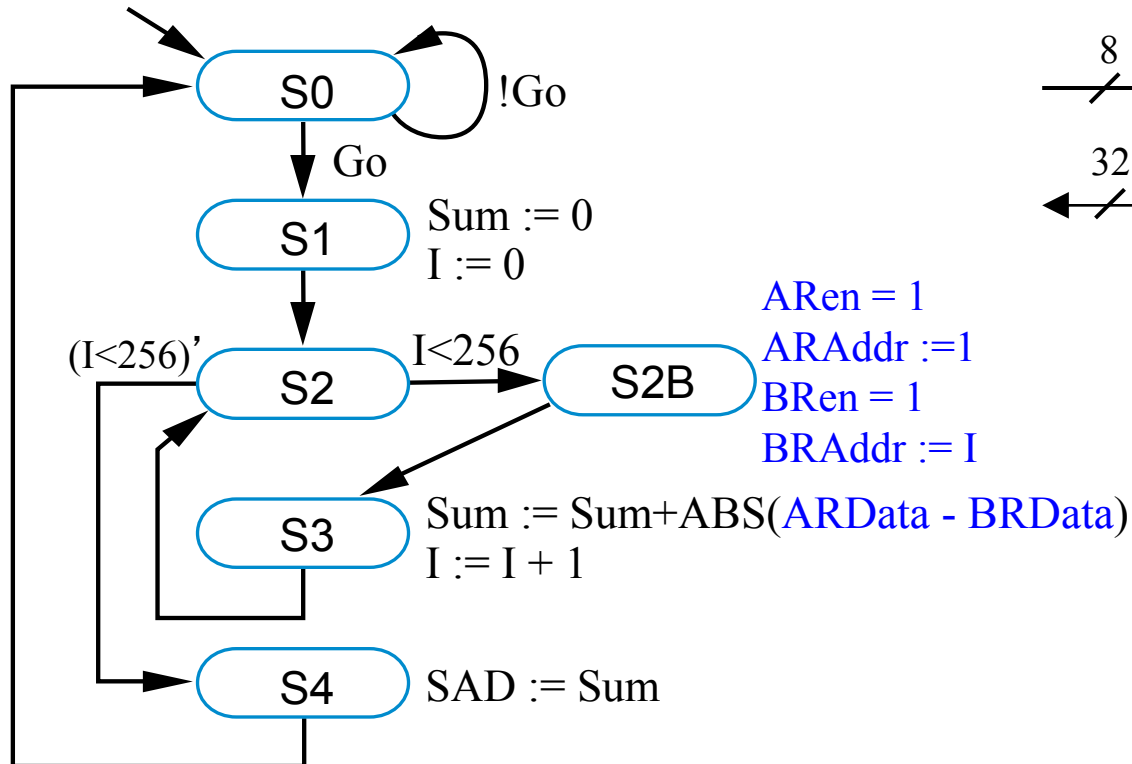 S0
!Go
8
Go
32
S1
Sum := 0
I := 0
(I<256)’
S2
I<256
S2B
ARen = 1
ARAddr :=1
BRen = 1
BRAddr := I
S3
Sum := Sum+ABS(ARData - BRData)
I := I + 1
S4
SAD := Sum